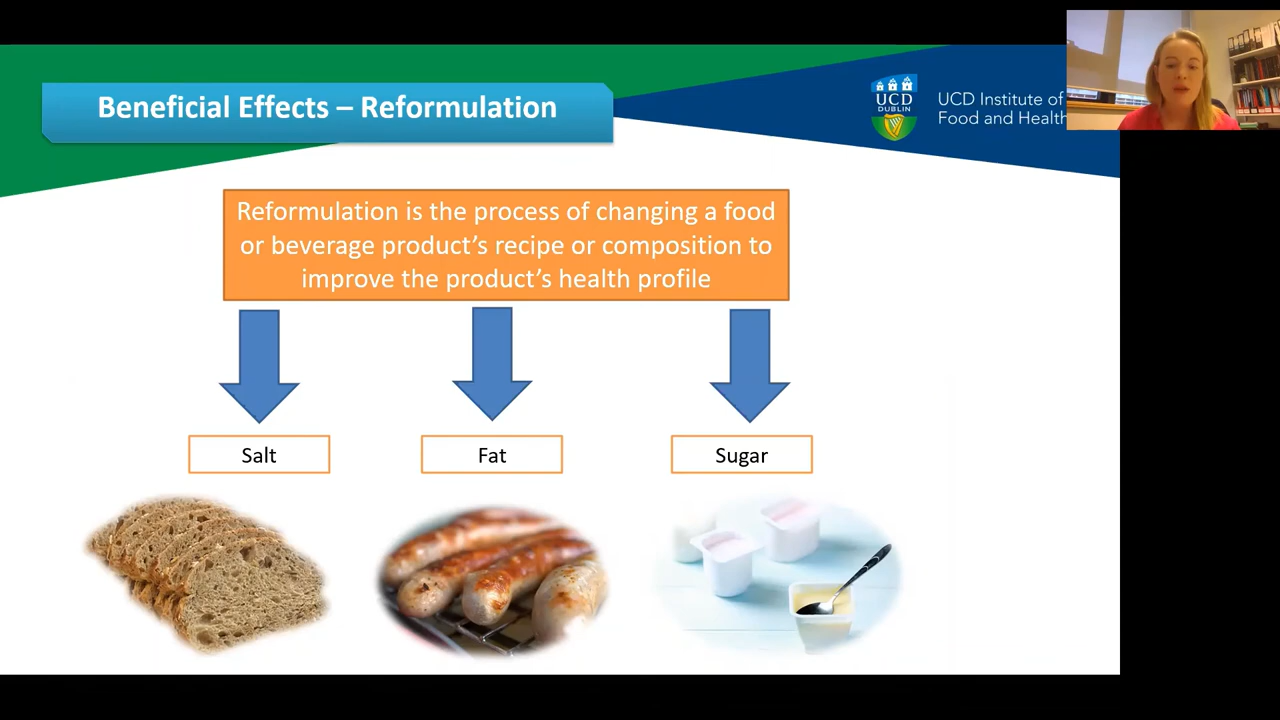 Beneficial Effects – Reformulation
UCD
DUBLIN
UCD Institute of
Food and Health
Reformulation is the process of changing a food
or beverage product's recipe or composition to
improve the product's health profile
Salt
Fat
Sugar